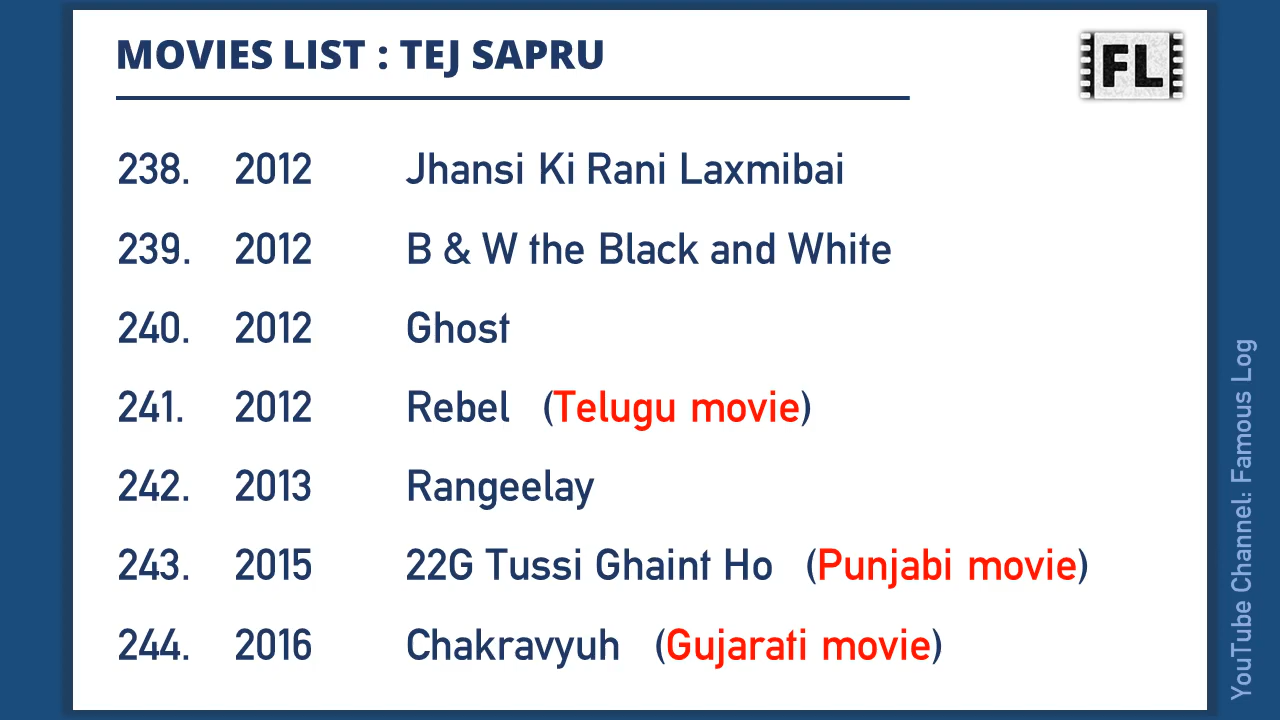 MOVIES LIST : TEJ SAPRU
FL
238. 2012 Jhansi Ki Rani Laxmibai
239. 2012 B & W the Black and White
240. 2012 Ghost
241. 2012 Rebel (Telugu movie)
242. 2013 Rangeelay
243. 2015 22G Tussi Ghaint Ho (Punjabi movie)
244. 2016 Chakravyuh (Gujarati movie)
YouTube Channel: Famous Log